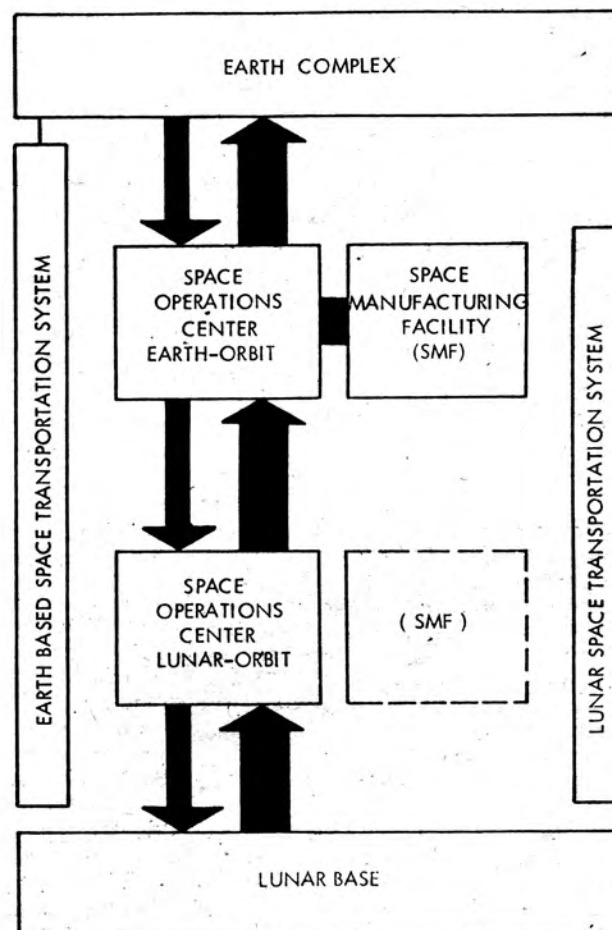 EARTH COMPLEX
EARTH BASED SPACE TRANSPORTATION SYSTEM
SPACE
OPERATIONS
CENTER
EARTH-ORBIT
SPACE
MANUFACTURING
FACILITY
(SMF)
LUNAR SPACE TRANSPORTATION SYSTEM
SPACE
OPERATIONS
CENTER
LUNAR-ORBIT
( SMF )
LUNAR BASE